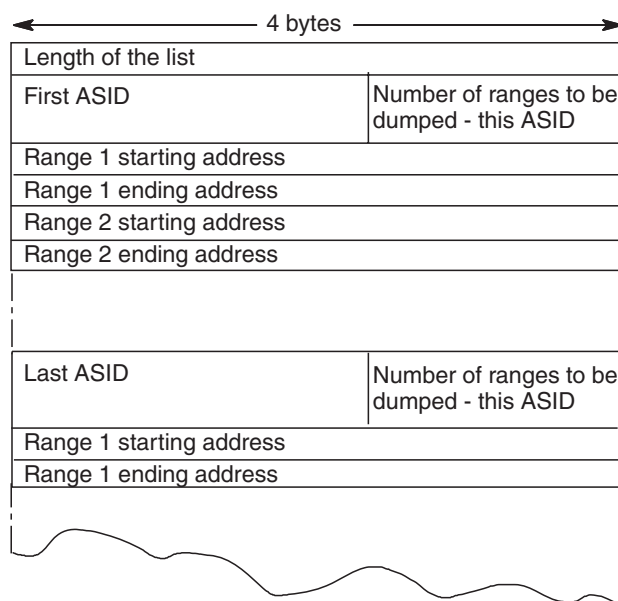 4 bytes
Length of the list
First ASID
Number of ranges to be
dumped - this ASID
Range 1 starting address
Range 1 ending address
Range 2 starting address
Range 2 ending address
Last ASID
Number of ranges to be
dumped - this ASID
Range 1 starting address
Range 1 ending address